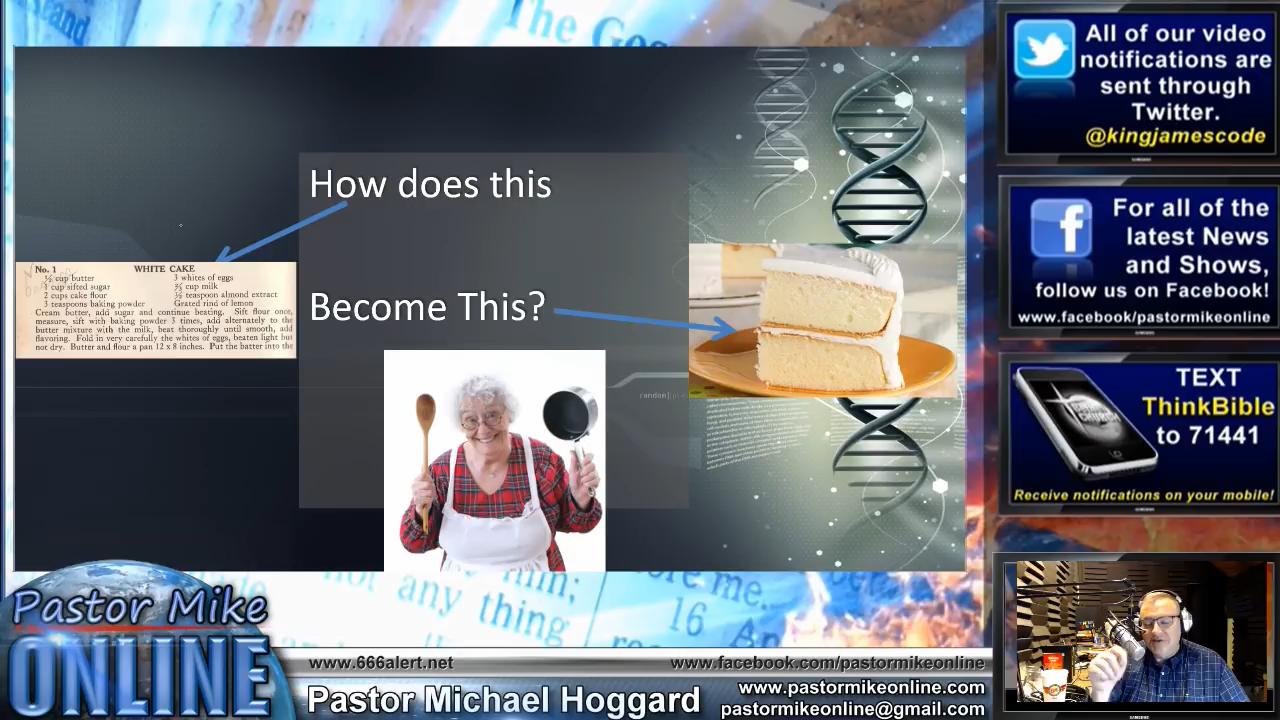 The Gos
How does this
Become This?
No. 1 WHITE CAKE
½ cup butter 3 whites of eggs
1 cup sifted sugar ⅔ cup milk
2 cups cake flour ½ teaspoon almond extract
3 teaspoons baking powder Grated rind of lemon
Cream butter, add sugar and continue beating. Sift flour once,
measure, sift with baking powder 3 times, add alternately to the
butter mixture with the milk, beat thoroughly until smooth, add
flavoring. Fold in very carefully the whites of eggs, beaten light but
not dry. Butter and flour a pan 12 x 8 inches. Put the batter into the
All of our video
notifications are
sent through
Twitter.
@kingjamescode
For all of the
latest News
and Shows,
follow us on Facebook!
www.facebook/pastormikeonline
TEXT
ThinkBible
to 71441
Receive notifications on your mobile!
not any thing
him;
16
me.
Pastor Mike
ONLINE
www.666alert.net www.facebook.com/pastormikeonline
Pastor Michael Hoggard
www.pastormikeonline.com
pastormikeonline@gmail.com